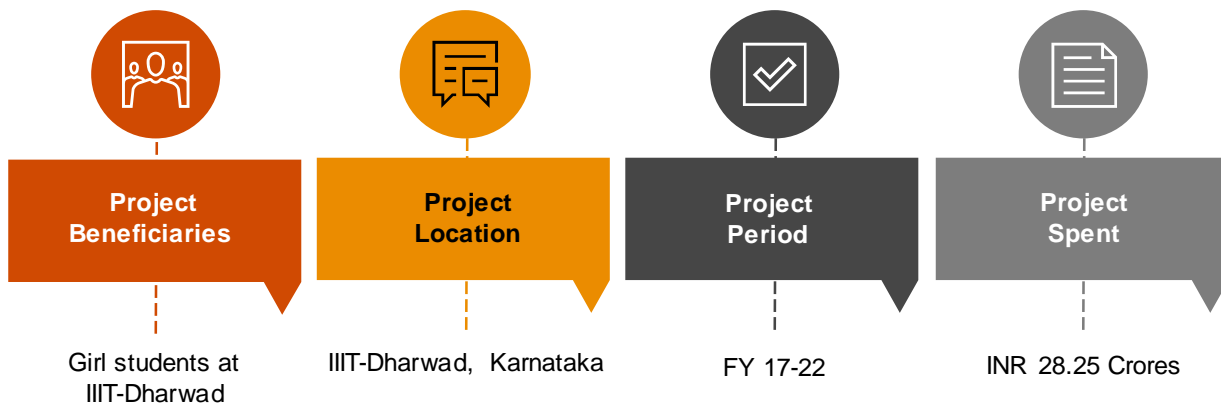 Project
Beneficiaries
Project
Location
Project
Period
Project
Spent
Girl students at
IIIT-Dharwad
IIIT-Dharwad, Karnataka
FY 17-22
INR 28.25 Crores